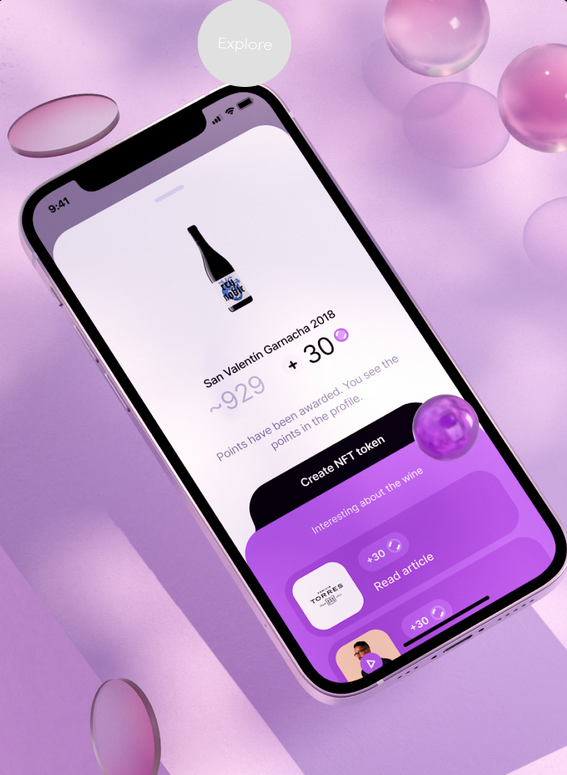 Explore
9:41
San Valentín Garnacha 2018
~929 + 30
Points have been awarded. You see the
points in the profile.
Create NFT token
Interesting about the wine
+30
TORRES
Read article
+30